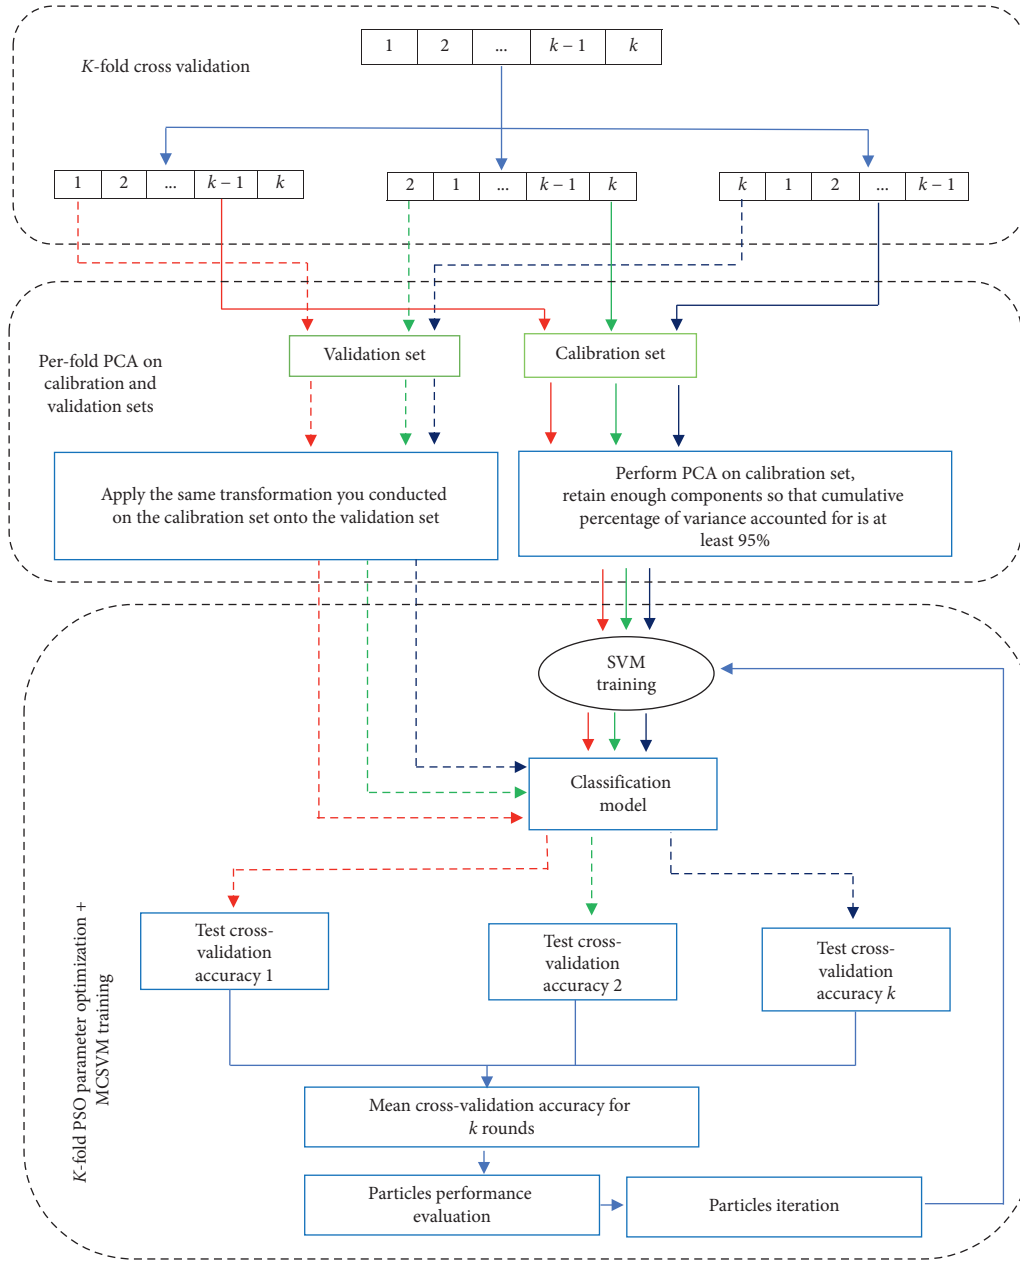 1 2 ... k – 1 k
K-fold cross validation
1 2 ... k – 1 k
2 1 ... k – 1 k
k 1 2 ... k – 1
Per-fold PCA on
calibration and
validation sets
Validation set
Calibration set
Apply the same transformation you conducted
on the calibration set onto the validation set
Perform PCA on calibration set,
retain enough components so that cumulative
percentage of variance accounted for is at
least 95%
K-fold PSO parameter optimization +
MCSVM training
SVM
training
Classification
model
Test cross-
validation
accuracy 1
Test cross-
validation
accuracy 2
Test cross-
validation
accuracy k
Mean cross-validation accuracy for
k rounds
Particles performance
evaluation
Particles iteration